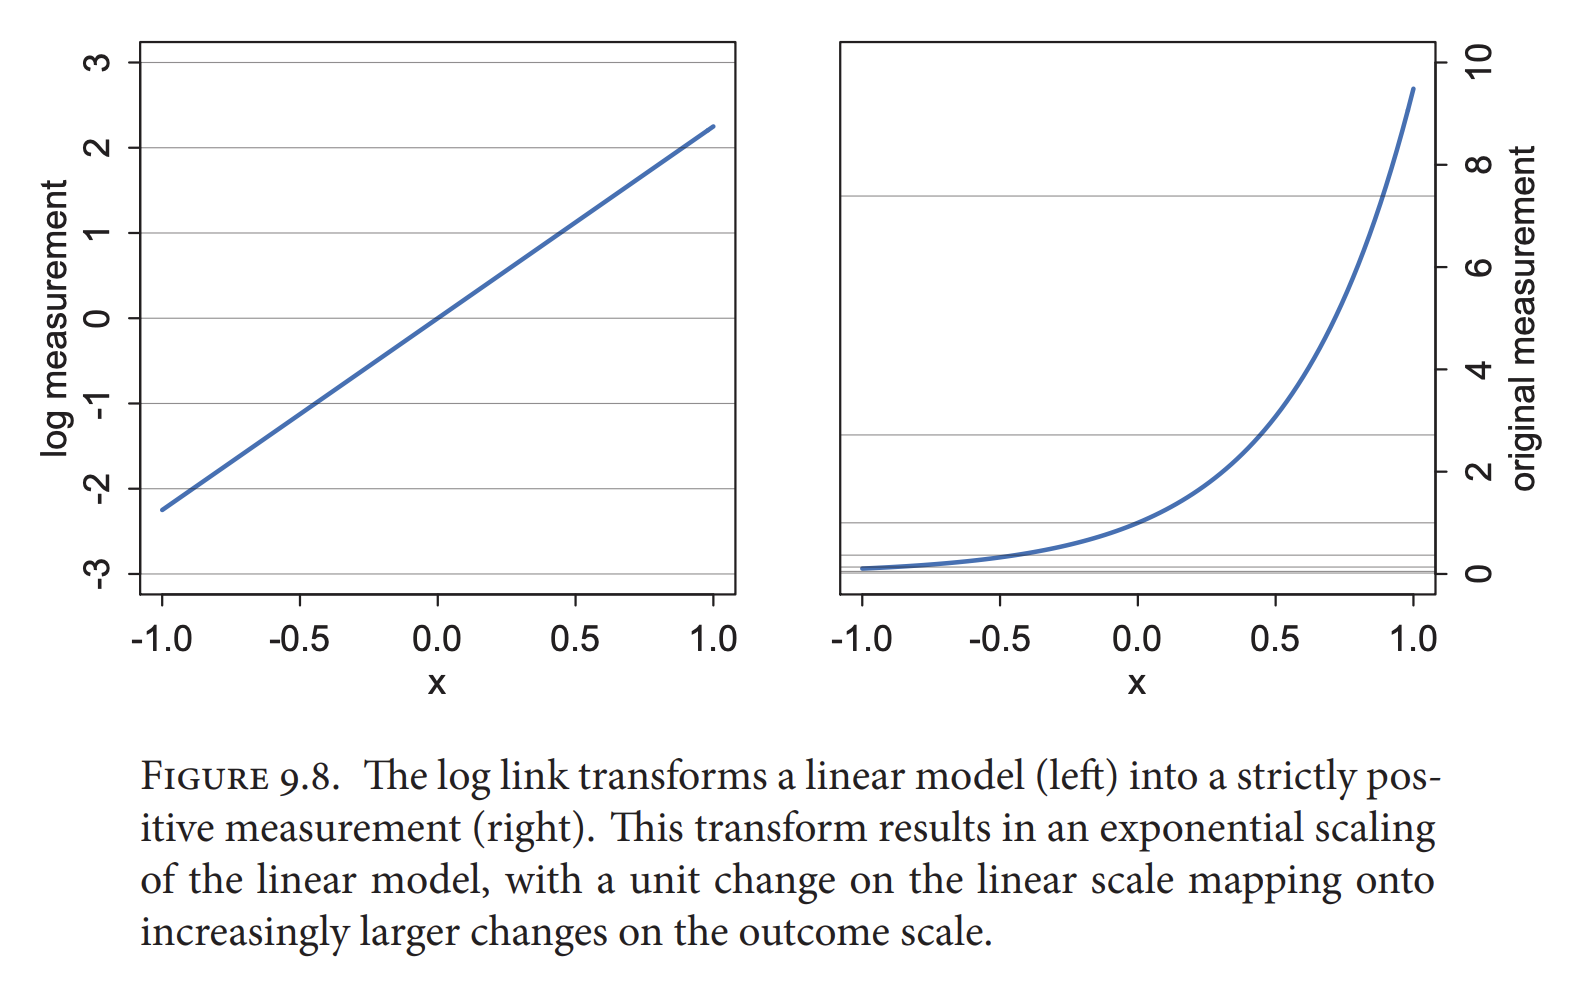 3
2
1
0
-1
-2
-3
log measurement
-1.0 -0.5 0.0 0.5 1.0
x
10
8
6
4
2
0
original measurement
-1.0 -0.5 0.0 0.5 1.0
x
FIGURE 9.8. The log link transforms a linear model (left) into a strictly pos-
itive measurement (right). This transform results in an exponential scaling
of the linear model, with a unit change on the linear scale mapping onto
increasingly larger changes on the outcome scale.